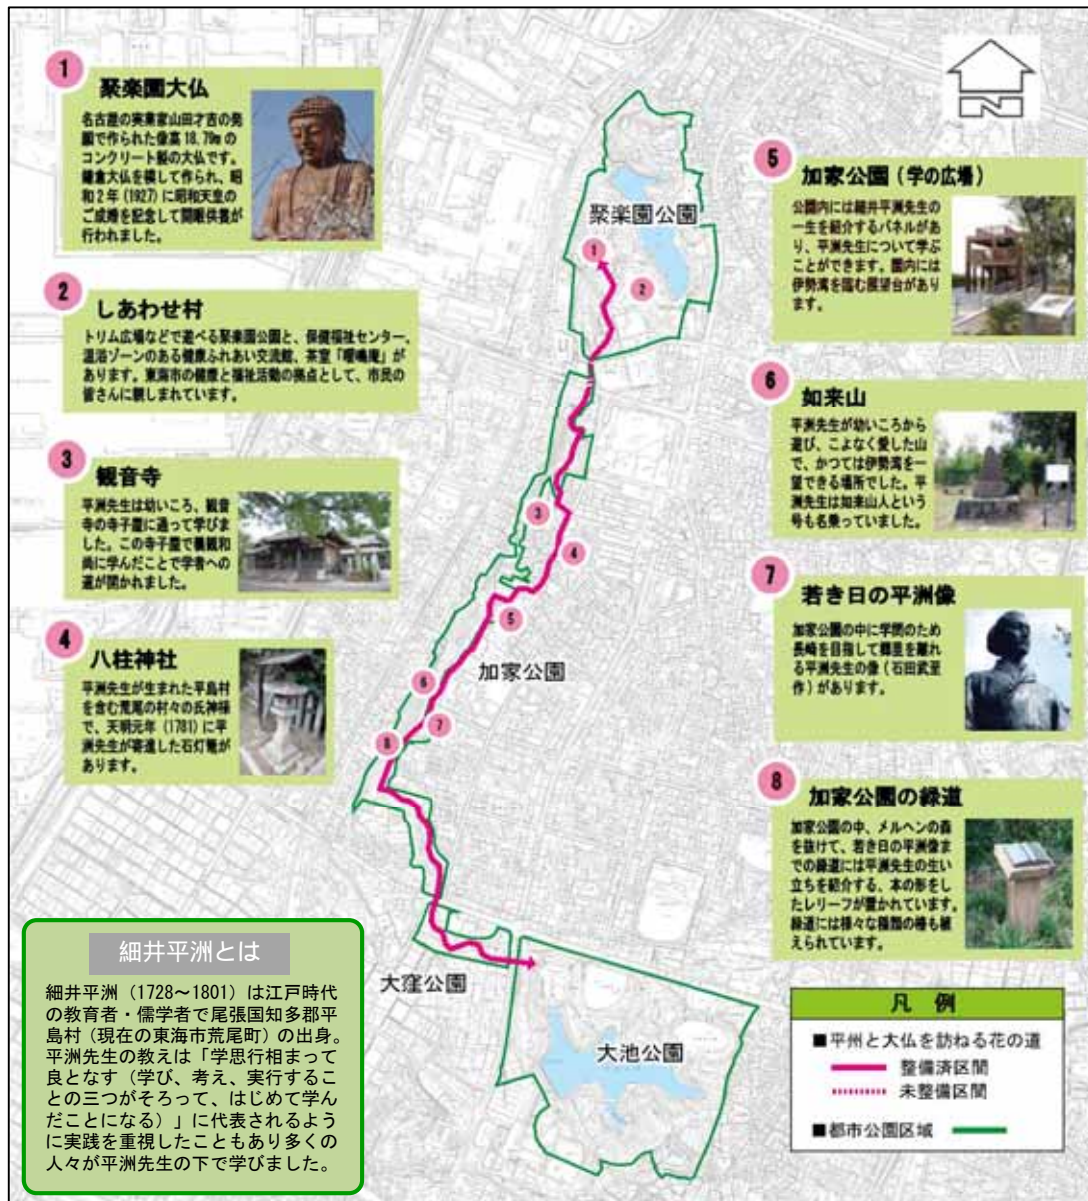 1
聚楽園大仏
名古屋の実業家山田才吉の発
願で作られた像高18.79mの
コンクリート製の大仏です。
鎌倉大仏を模して作られ、昭
和2年(1927)に昭和天皇の
ご成婚を記念して開眼供養が
行われました。
2
しあわせ村
トリム広場などで遊べる聚楽園公園と、保健福祉センター、
温浴ゾーンのある健康ふれあい交流館、茶室「嚶鳴庵」が
あります。東海市の健康と福祉活動の拠点として、市民の
皆さんに親しまれています。
3
観音寺
平洲先生は幼いころ、観音
寺の寺子屋に通って学びま
した。この寺子屋で義観和
尚に学んだことで学者への
道が開かれました。
4
八柱神社
平洲先生が生まれた平島村
を含む荒尾の村々の氏神様
で、天明元年(1781)に平
洲先生が寄進した石灯籠が
あります。
細井平洲とは
細井平洲(1728~1801)は江戸時代
の教育者・儒学者で尾張国知多郡平
島村(現在の東海市荒尾町)の出身。
平洲先生の教えは「学思行相まって
良となす(学び、考え、実行するこ
との三つがそろって、はじめて学ん
だことになる)」に代表されるよう
に実践を重視したこともあり多くの
人々が平洲先生の下で学びました。
聚楽園公園
1
2
3
4
5
加家公園
6
7
8
大窪公園
大池公園
N
5
加家公園(学の広場)
公園内には細井平洲先生の
一生を紹介するパネルがあ
り、平洲先生について学ぶ
ことができます。園内には
伊勢湾を臨む展望台があり
ます。
6
如来山
平洲先生が幼いころから
遊び、こよなく愛した山
で、かつては伊勢湾を一
望できる場所でした。平
洲先生は如来山人という
号も名乗っていました。
7
若き日の平洲像
加家公園の中に学問のため
長崎を目指して郷里を離れ
る平洲先生の像(石田武至
作)があります。
8
加家公園の緑道
加家公園の中、メルヘンの森
を抜けて、若き日の平洲像ま
での緑道には平洲先生の生い
立ちを紹介する、本の形をし
たレリーフが置かれています。
緑道には様々な種類の椿も植
えられています。
凡 例
■平州と大仏を訪ねる花の道
整備済区間
未整備区間
■都市公園区域